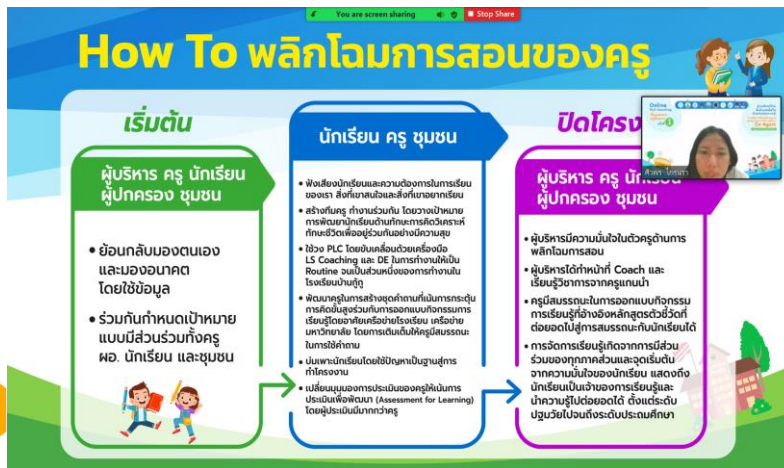 You are screen sharing
Stop Share
How To พลิกโฉมการสอนของครู
เริ่มต้น
ผู้บริหาร ครู นักเรียน
ผู้ปกครอง ชุมชน
• ย้อนกลับมองตนเอง
และมองอนาคต
โดยใช้ข้อมูล
• ร่วมกันกำหนดเป้าหมาย
แบบมีส่วนร่วมทั้งครู
ผอ. นักเรียน และชุมชน
นักเรียน ครู ชุมชน
• ฟังเสียงนักเรียนและความต้องการในการเรียน
ของเรา สิ่งที่เขาสนใจและสิ่งที่เขาอยากเรียน
• สร้างทีมครู ทำงานร่วมกัน โดยวางเป้าหมาย
การพัฒนานักเรียนด้านทักษะการคิดวิเคราะห์
ทักษะชีวิตเพื่ออยู่ร่วมกันอย่างมีความสุข
• ใช้วง PLC โดยขับเคลื่อนด้วยเครื่องมือ
LS Coaching และ DE ในการทำงานให้เป็น
Routine จนเป็นส่วนหนึ่งของการทำงานใน
โรงเรียนบ้านกู้กู
• พัฒนาครูในการสร้างชุดคำถามที่เน้นการกระตุ้น
การคิดขั้นสูงร่วมกับการออกแบบกิจกรรมการ
เรียนรู้โดยอาศัยเครือข่ายโรงเรียน เครือข่าย
มหาวิทยาลัย โดยการเติมเต็มให้ครูมีสมรรถนะ
ในการใช้คำถาม
• บ่มเพาะนักเรียนโดยใช้ปัญหาเป็นฐานสู่การ
ทำโครงงาน
• เปลี่ยนมุมมองการประเมินของครูให้เน้นการ
ประเมินเพื่อพัฒนา (Assessment for Learning)
โดยผู้ประเมินมีมากกว่าครู
ปิดโครง
ผู้บริหาร ครู นักเรียน
ผู้ปกครอง ชุมชน
• ผู้บริหารมีความมั่นใจในตัวครูด้านการ
พลิกโฉมการสอน
• ผู้บริหารได้ทำหน้าที่ Coach และ
เรียนรู้วิชาการจากครูแกนนำ
• ครูมีสมรรถนะในการออกแบบกิจกรรม
การเรียนรู้ที่อ้างอิงหลักสูตรตัวชี้วัดที่
ต่อยอดไปสู่การสมรรถนะกับนักเรียนได้
• การจัดการเรียนรู้เกิดจากการมีส่วน
ร่วมของทุกภาคส่วนและจุดเริ่มต้น
จากความมั่นใจของนักเรียน แสดงถึง
นักเรียนเป็นเจ้าของการเรียนรู้และ
นำความรู้ไปต่อยอดได้ ตั้งแต่ระดับ
ปฐมวัยไปจนถึงระดับประถมศึกษา